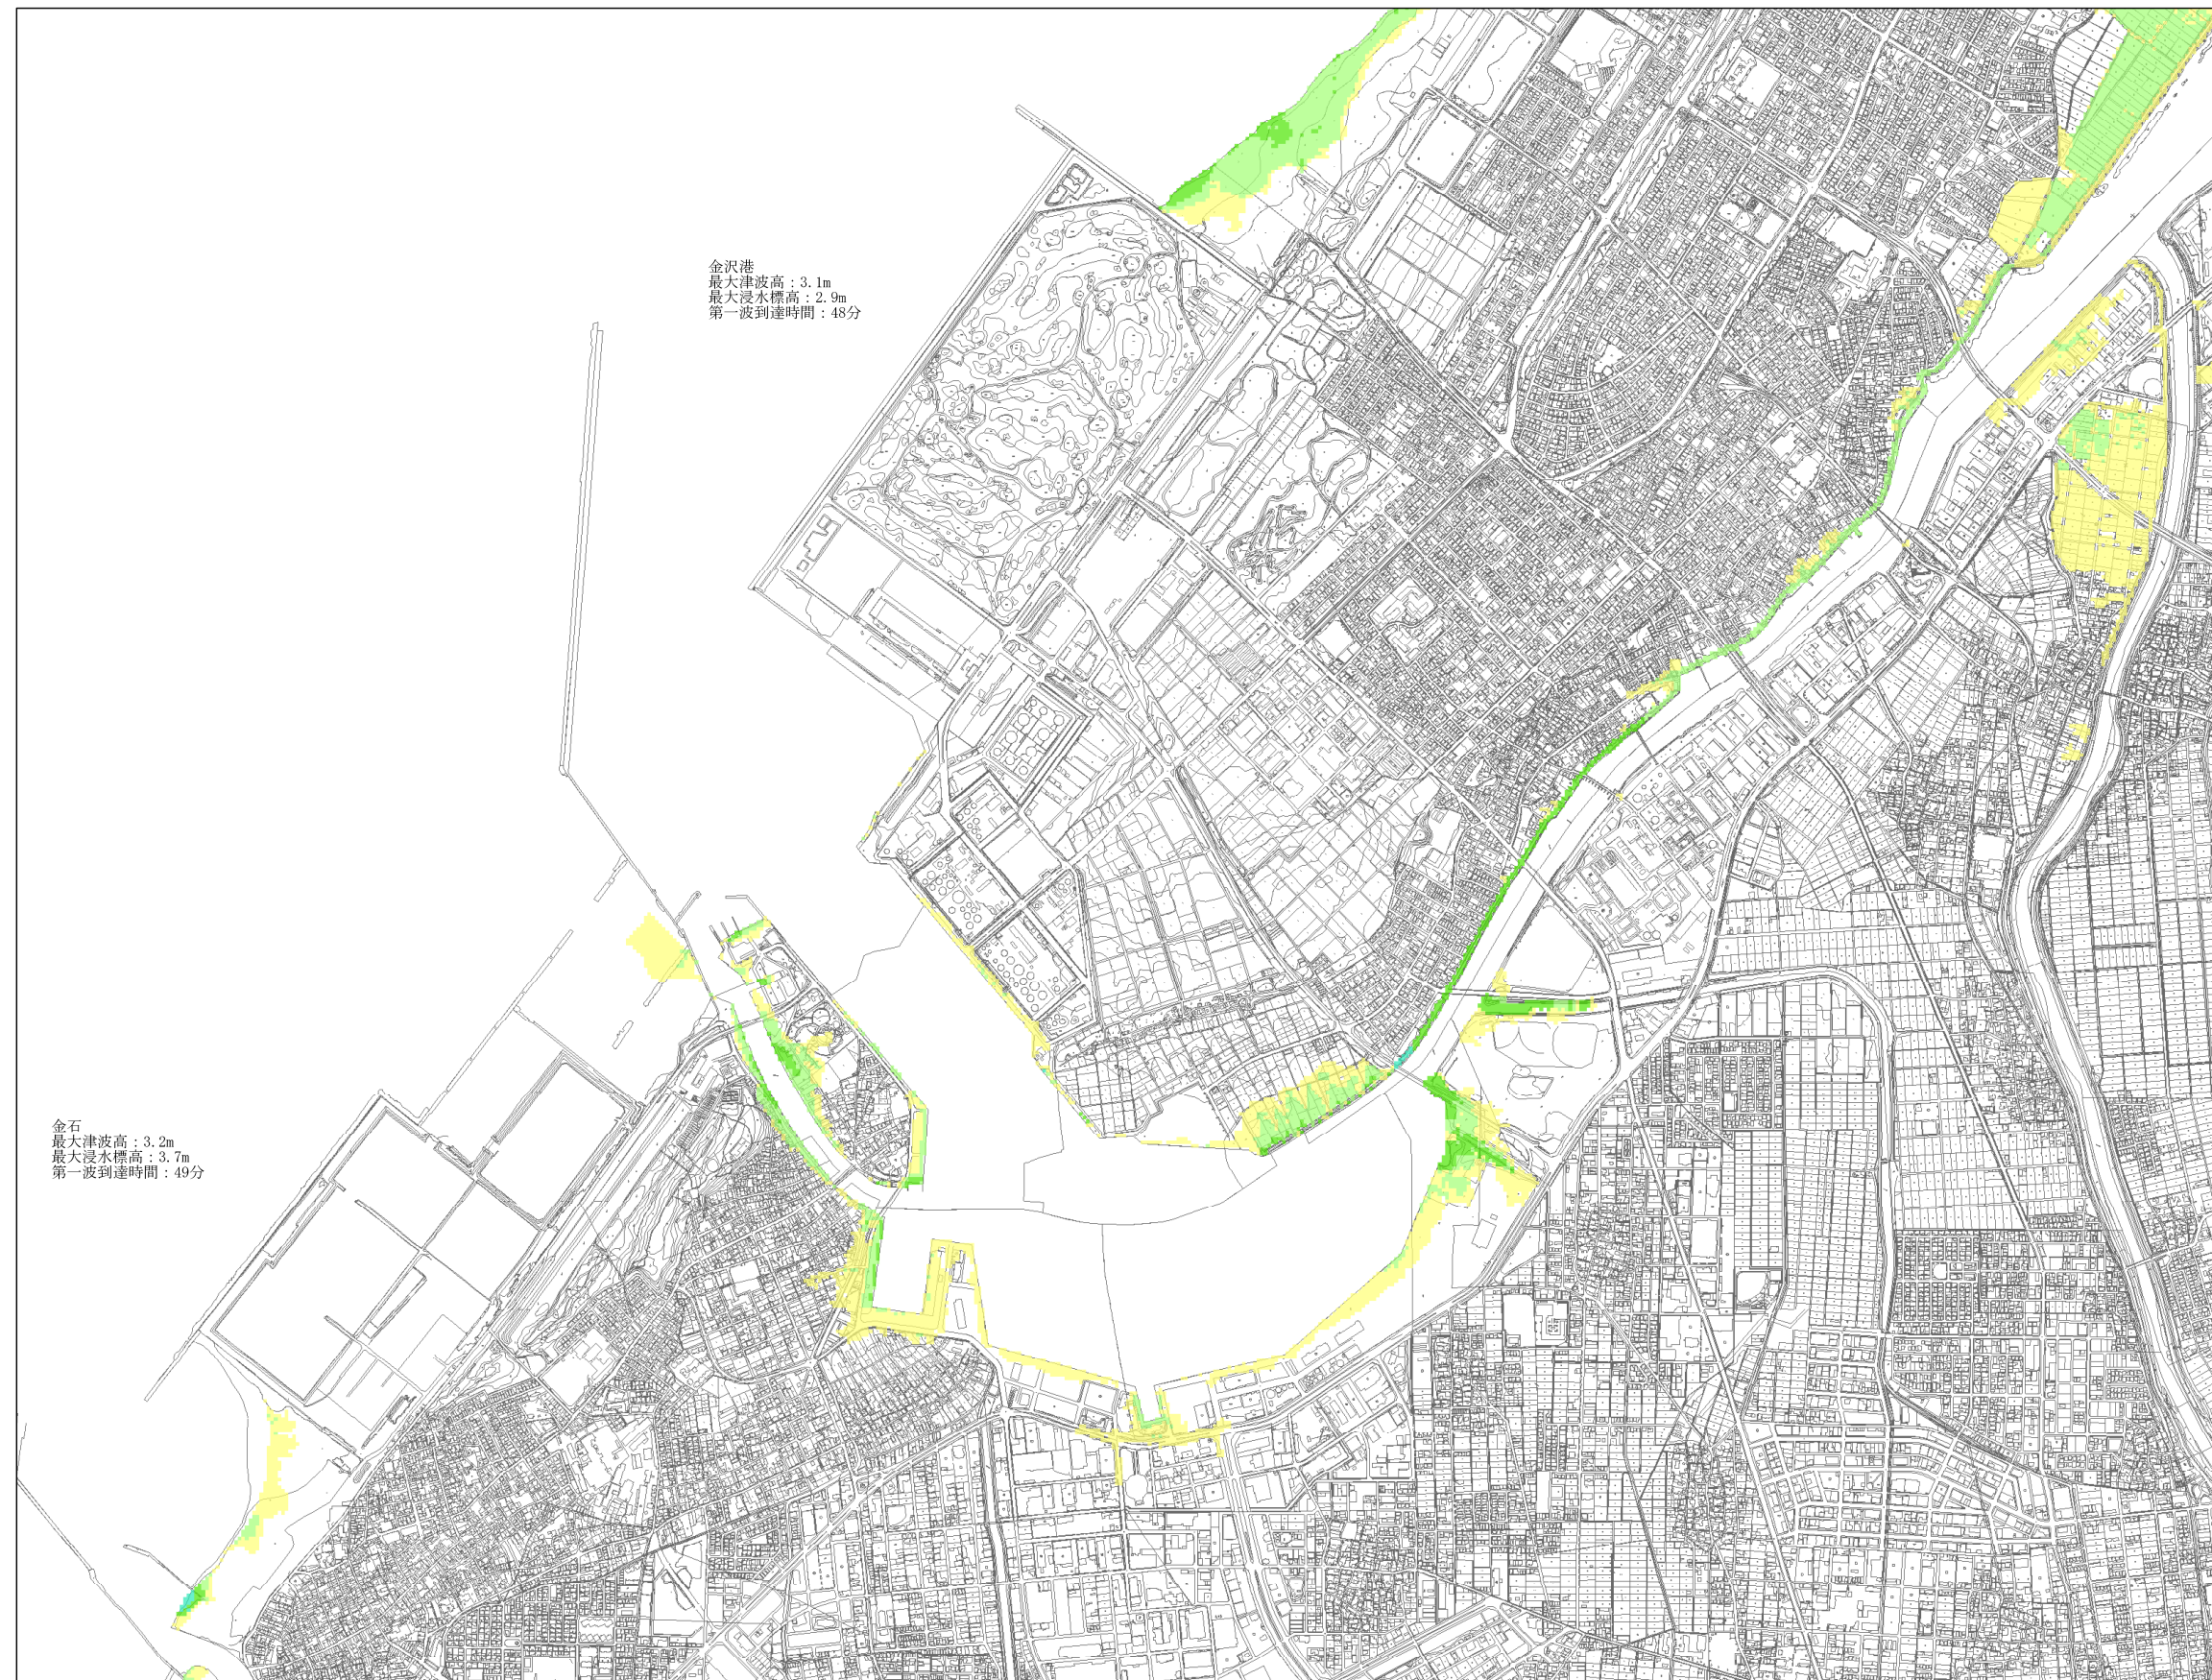 金沢港
最大津波高：3.1m
最大浸水標高：2.9m
第一波到達時間：48分
金石
最大津波高：3.2m
最大浸水標高：3.7m
第一波到達時間：49分